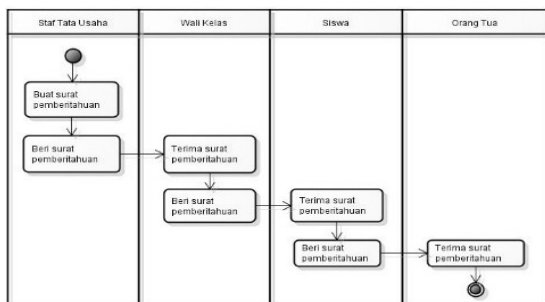 Staf Tata Usaha
Wali Kelas
Siswa
Orang Tua
Buat surat
pemberitahuan
Beri surat
pemberitahuan
Terima surat
pemberitahuan
Beri surat
pemberitahuan
Terima surat
pemberitahuan
Beri surat
pemberitahuan
Terima surat
pemberitahuan